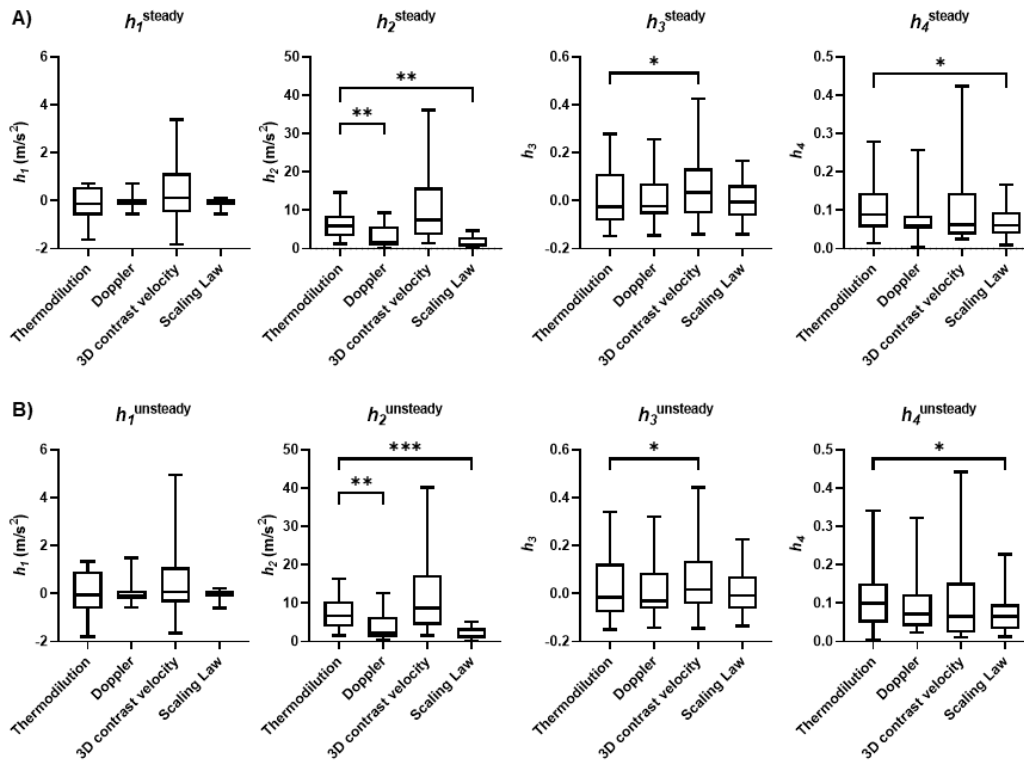 A)
h₁steady
h₂steady
h₃steady
h₄steady
h₁ (m/s²)
6
4
2
0
-2
Thermodilution
Doppler
3D contrast velocity
Scaling Law
h₂ (m/s²)
50
40
30
20
10
0
**
**
Thermodilution
Doppler
3D contrast velocity
Scaling Law
h₃
0.6
0.4
0.2
0.0
-0.2
*
Thermodilution
Doppler
3D contrast velocity
Scaling Law
h₄
0.5
0.4
0.3
0.2
0.1
0.0
*
Thermodilution
Doppler
3D contrast velocity
Scaling Law
B)
h₁unsteady
h₂unsteady
h₃unsteady
h₄unsteady
h₁ (m/s²)
6
4
2
0
-2
Thermodilution
Doppler
3D contrast velocity
Scaling Law
h₂ (m/s²)
50
40
30
20
10
0
***
**
Thermodilution
Doppler
3D contrast velocity
Scaling Law
h₃
0.6
0.4
0.2
0.0
-0.2
*
Thermodilution
Doppler
3D contrast velocity
Scaling Law
h₄
0.5
0.4
0.3
0.2
0.1
0.0
*
Thermodilution
Doppler
3D contrast velocity
Scaling Law